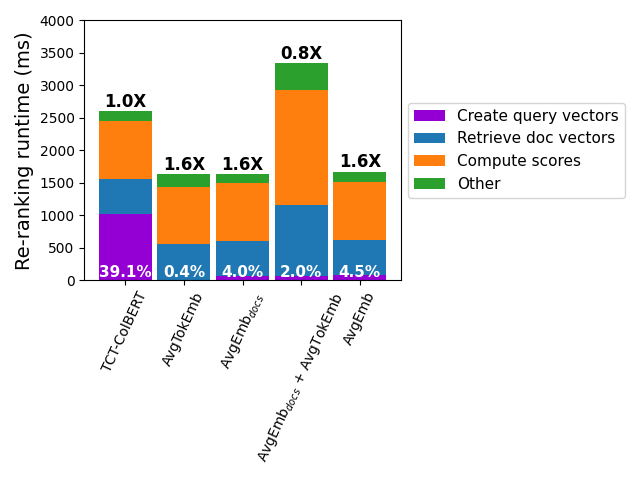 4000
3500
3000
2500
2000
1500
1000
500
0
Re-ranking runtime (ms)
1.0X
1.6X
1.6X
0.8X
1.6X
39.1%
0.4%
4.0%
2.0%
4.5%
TCT-ColBERT
AvgTokEmb
AvgEmb_docs
AvgEmb_docs + AvgTokEmb
AvgEmb
Create query vectors
Retrieve doc vectors
Compute scores
Other